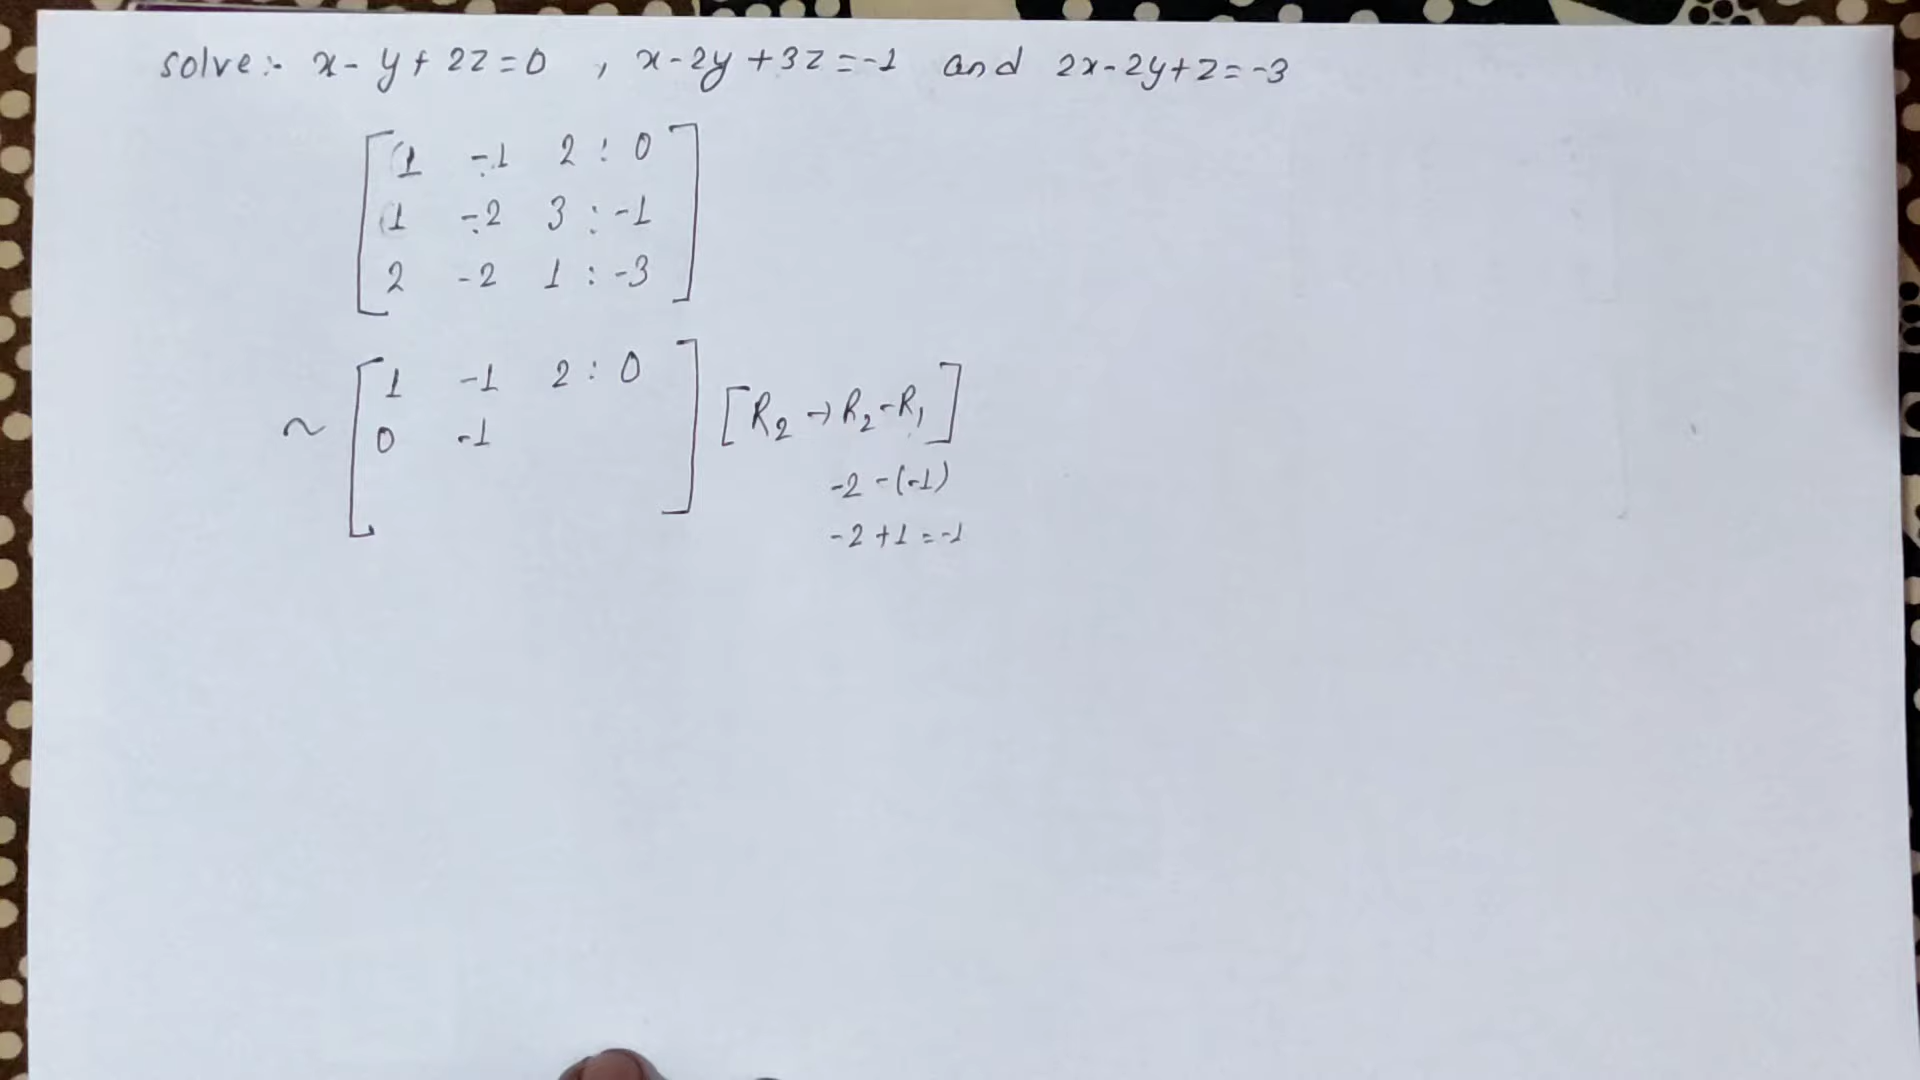 solve:- x - y + 2z = 0 , x - 2y + 3z = -1 and 2x - 2y + z = -3
1 -1 2 : 0
1 -2 3 : -1
2 -2 1 : -3
~ [ 1 -1 2 : 0 ]
0 -1 [R2 → R2 - R1]
-2 - (-1)
-2 + 1 = -1